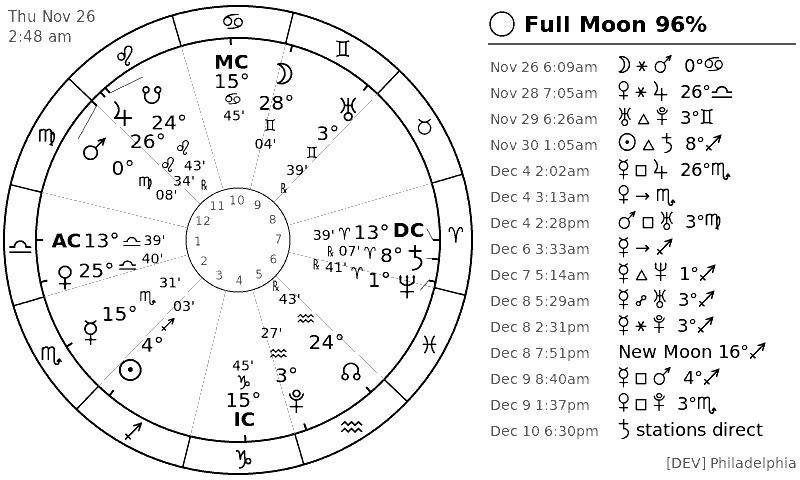 Thu Nov 26
2:48 am
Full Moon 96%
Nov 26 6:09am ☽ ⚹ ♂ 0°♋
Nov 28 7:05am ♀ ⚹ ♃ 26°♎
Nov 29 6:26am ♅ △ ♇ 3°♊
Nov 30 1:05am ☉ △ ♄ 8°♐
Dec 4 2:02am ☿ □ ♃ 26°♏
Dec 4 3:13am ♀ → ♏
Dec 4 2:28pm ♂ □ ♅ 3°♍
Dec 6 3:33am ☿ → ♐
Dec 7 5:14am ☿ △ ♆ 1°♐
Dec 8 5:29am ☿ ☍ ♅ 3°♐
Dec 8 2:31pm ☿ ⚹ ♇ 3°♐
Dec 8 7:51pm New Moon 16°♐
Dec 9 8:40am ☿ □ ♂ 4°♐
Dec 9 1:37pm ♀ □ ♇ 3°♏
Dec 10 6:30pm ♄ stations direct
[DEV] Philadelphia
♋
♊
♉
♈
♓
♒
♑
♐
♏
♎
♍
♌
MC
15°
♋
45'
☽
28°
♊
04'
♅
3°
♊
39'
℞
☋
24°
♌
43'
℞
♃
26°
♌
34'
♂
0°
♍
08'
AC 13° ♎ 39'
♀ 25° ♎ 40'
☿ 15° ♏ 31'
☉ 4° ♐ 03'
39' ♈ 13° DC
℞ 07' ♈ 8° ♄
℞ 41' ♈ 1° ♆
℞
43'
♒
24°
☊
27'
♒
3°
♇
45'
♑
15°
IC
1
2
3
4
5
6
7
8
9
10
11
12